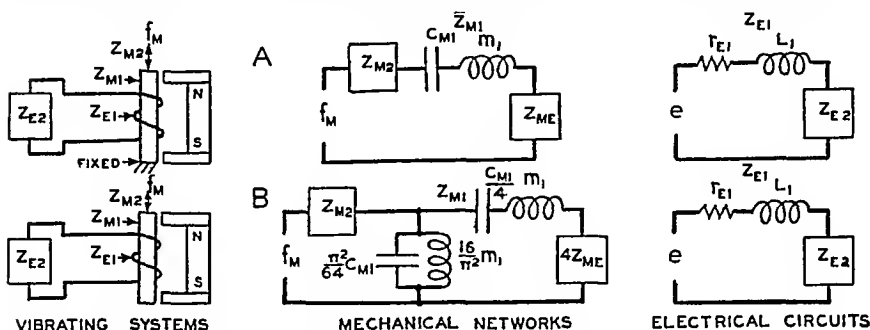 f_M
Z_M2
Z_M1
Z_E2
Z_E1
N
S
FIXED
A
Z_M2
C_M1
Z̄_M1
m_1
f_M
Z_ME
Z_E1
r_E1
L_1
e
Z_E2
f_M
Z_M2
Z_M1
Z_E2
Z_E1
N
S
B
Z_M2
Z_M1
C_M1/4
m_1
f_M
π²/64 C_M1
16/π² m_1
4Z_ME
Z_E1
r_E1
L_1
e
Z_E2
VIBRATING SYSTEMS
MECHANICAL NETWORKS
ELECTRICAL CIRCUITS